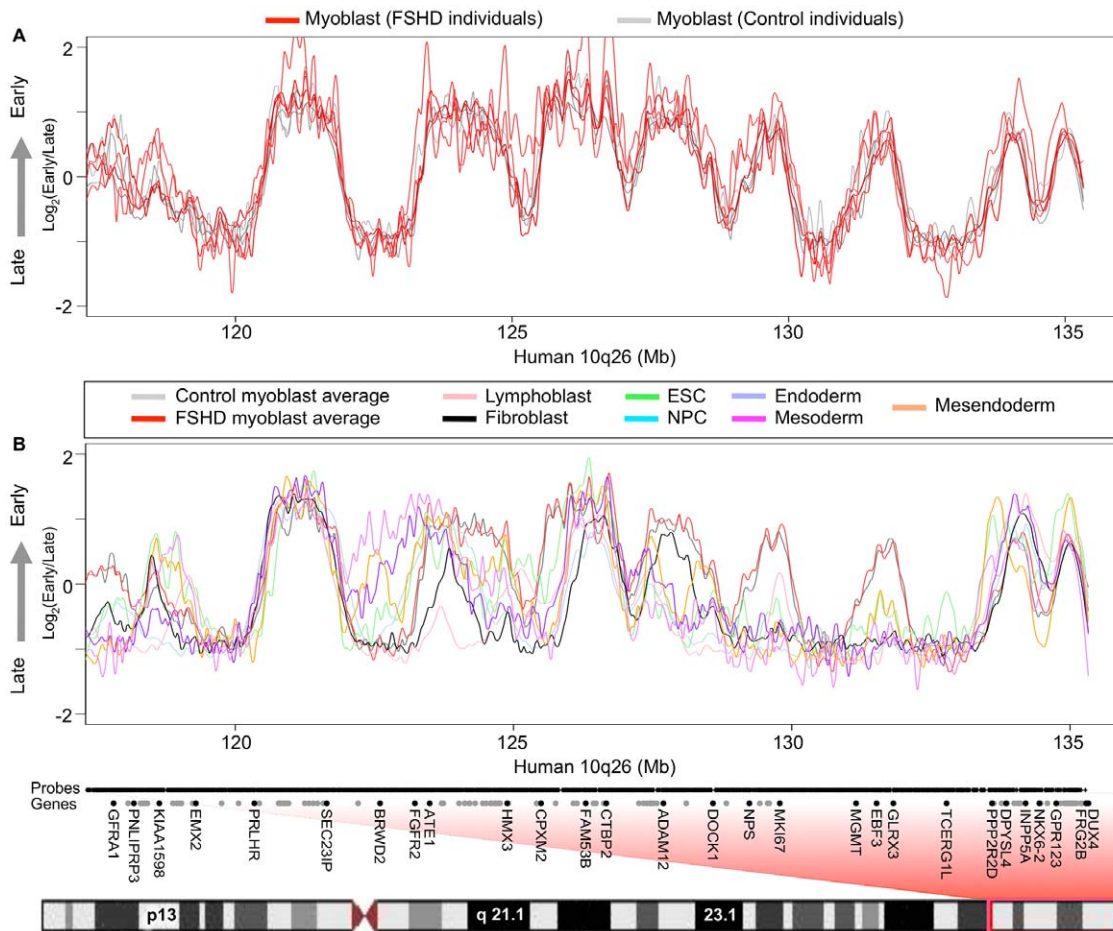 Myoblast (FSHD individuals) Myoblast (Control individuals)
A
2
0
-2
Late Early
Log2(Early/Late)
120 125 130 135
Human 10q26 (Mb)
Control myoblast average Lymphoblast ESC Endoderm Mesendoderm
FSHD myoblast average Fibroblast NPC Mesoderm
B
2
0
-2
Late Early
Log2(Early/Late)
120 125 130 135
Human 10q26 (Mb)
Probes
Genes
GFRA1
PNLIPRP3
KIAA1598
EMX2
PRLHR
SEC23IP
BRWD2
FGFR2
ATE1
HMX3
CPXM2
FAM53B
CTBP2
ADAM12
DOCK1
NPS
MKI67
MGMT
EBF3
GLRX3
TCERG1L
PPP2R2D
DPYSL4
INPP5A
NKX6-2
GPR123
FRG2B
DUX4
p13 q 21.1 23.1